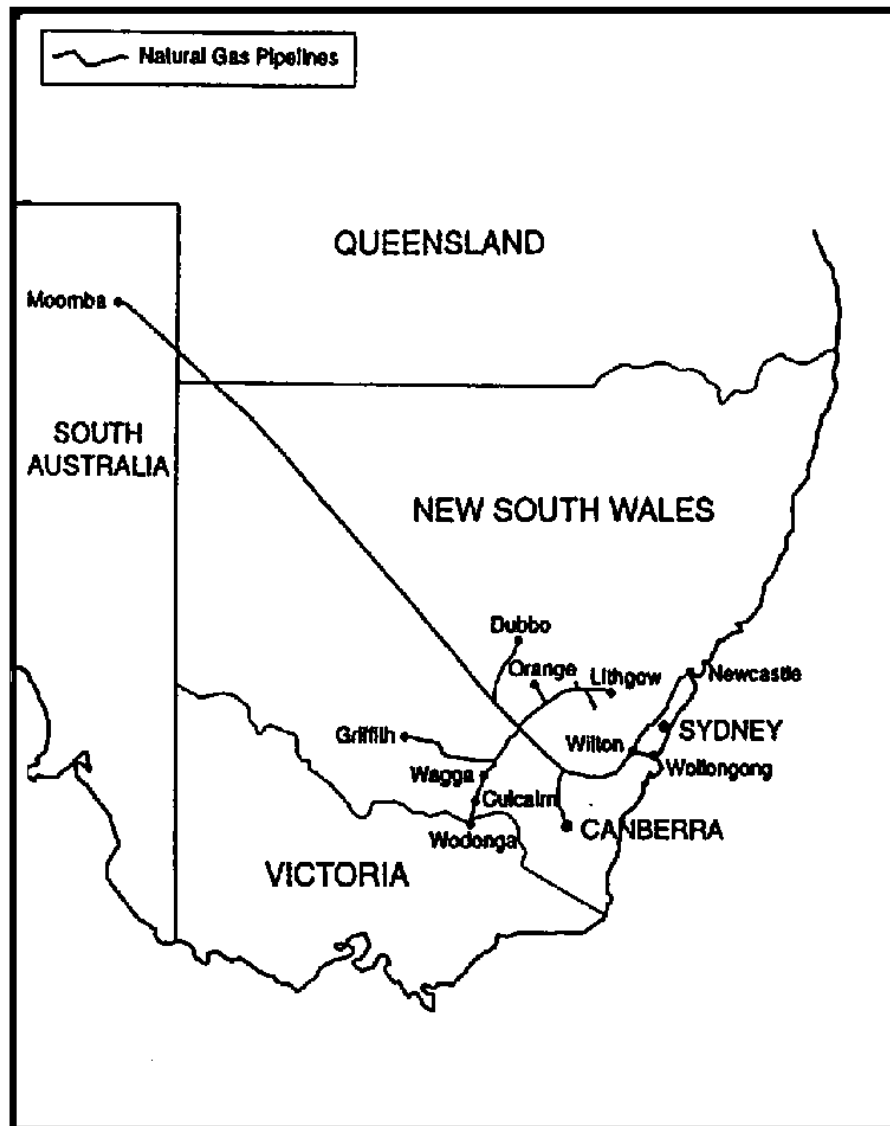 Natural Gas Pipelines
QUEENSLAND
Moomba
SOUTH
AUSTRALIA
NEW SOUTH WALES
Dubbo
Orange
Lithgow
Newcastle
Griffith
SYDNEY
Wilton
Wollongong
Wagga
Culcairn
CANBERRA
Wodonga
VICTORIA